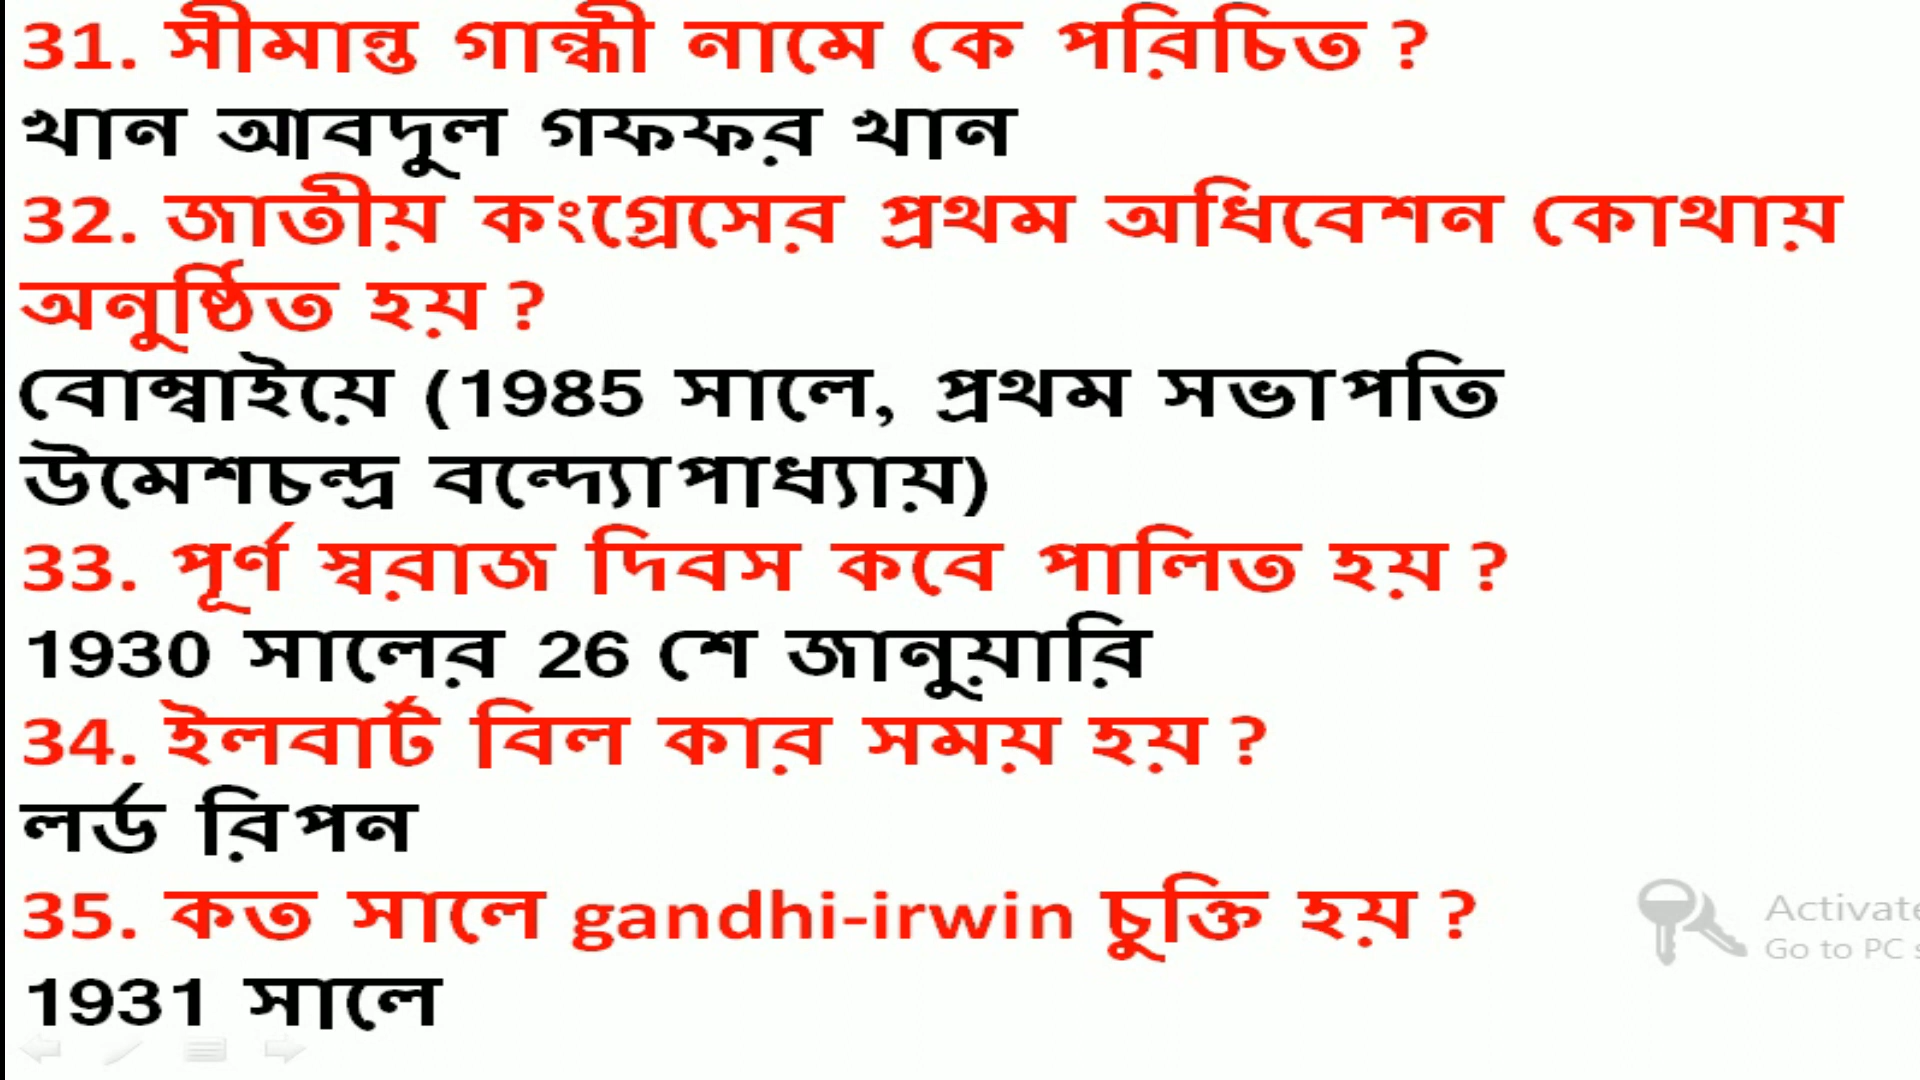 31. সীমান্ত গান্ধী নামে কে পরিচিত ?
খান আবদুল গফফর খান
32. জাতীয় কংগ্রেসের প্রথম অধিবেশন কোথায়
অনুষ্ঠিত হয় ?
বোম্বাইয়ে (1985 সালে, প্রথম সভাপতি
উমেশচন্দ্র বন্দ্যোপাধ্যায়)
33. পূর্ণ স্বরাজ দিবস কবে পালিত হয় ?
1930 সালের 26 শে জানুয়ারি
34. ইলবার্ট বিল কার সময় হয় ?
লর্ড রিপন
35. কত সালে gandhi-irwin চুক্তি হয় ?
1931 সালে
Activate
Go to PC s